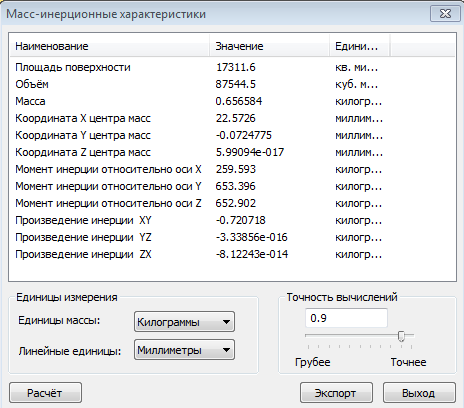 Масс-инерционные характеристики
Наименование Значение Едини...
Площадь поверхности 17311.6 кв. ми...
Объём 87544.5 куб. м...
Масса 0.656584 килогр...
Координата X центра масс 22.5726 миллим...
Координата Y центра масс -0.0724775 миллим...
Координата Z центра масс 5.99094e-017 миллим...
Момент инерции относительно оси X 259.593 килогр...
Момент инерции относительно оси Y 653.396 килогр...
Момент инерции относительно оси Z 652.902 килогр...
Произведение инерции XY -0.720718 килогр...
Произведение инерции YZ -3.33856e-016 килогр...
Произведение инерции ZX -8.12243e-014 килогр...
Единицы измерения Точность вычислений
Единицы массы: Килограммы 0.9
Линейные единицы: Миллиметры Грубее Точнее
Расчёт Экспорт Выход